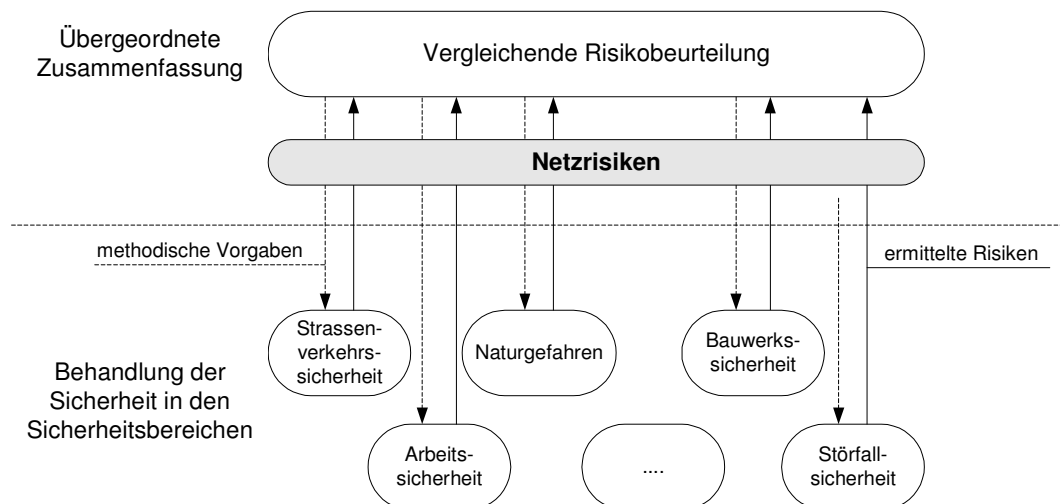 Übergeordnete
Zusammenfassung
Vergleichende Risikobeurteilung
Netzrisiken
methodische Vorgaben
ermittelte Risiken
Behandlung der
Sicherheit in den
Sicherheitsbereichen
Strassen-
verkehrs-
sicherheit
Naturgefahren
Bauwerks-
sicherheit
Arbeits-
sicherheit
....
Störfall-
sicherheit